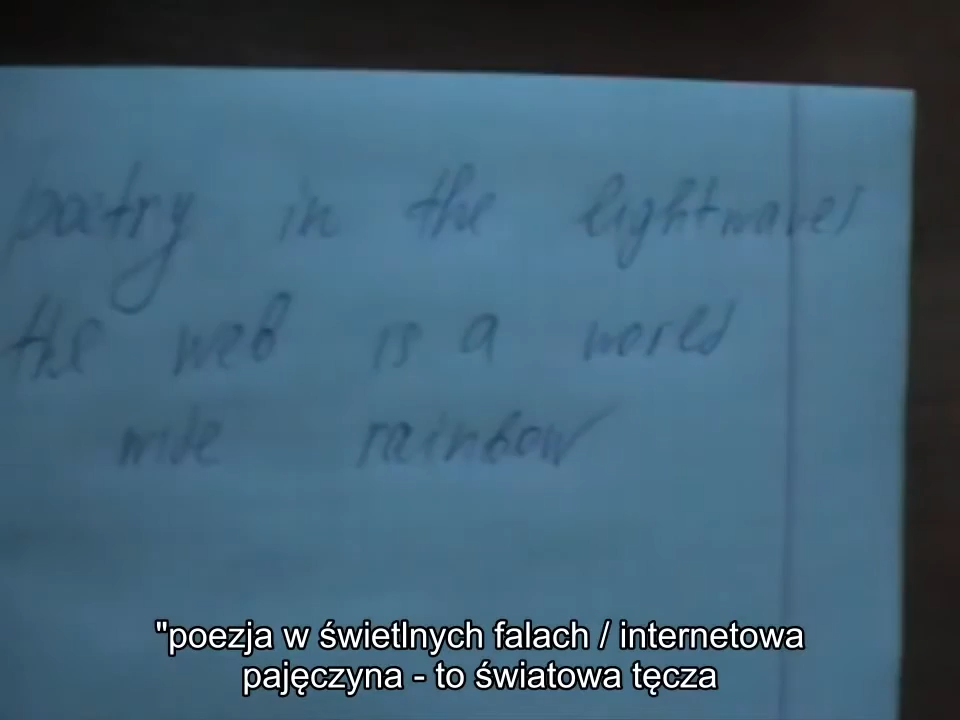 poetry in the lightwaves
the web is a world
wide rainbow
"poezja w świetlnych falach / internetowa
pajęczyna - to światowa tęcza